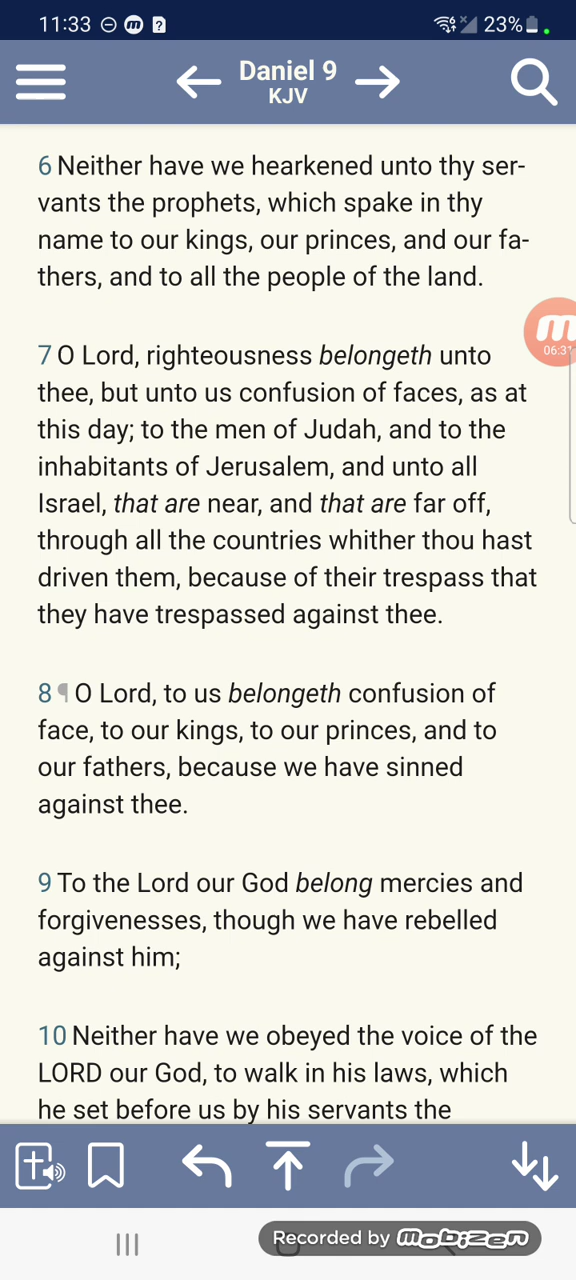 11:33
23%
Daniel 9
KJV
6 Neither have we hearkened unto thy ser-
vants the prophets, which spake in thy
name to our kings, our princes, and our fa-
thers, and to all the people of the land.
06:31
7 O Lord, righteousness belongeth unto
thee, but unto us confusion of faces, as at
this day; to the men of Judah, and to the
inhabitants of Jerusalem, and unto all
Israel, that are near, and that are far off,
through all the countries whither thou hast
driven them, because of their trespass that
they have trespassed against thee.
8 ¶ O Lord, to us belongeth confusion of
face, to our kings, to our princes, and to
our fathers, because we have sinned
against thee.
9 To the Lord our God belong mercies and
forgivenesses, though we have rebelled
against him;
10 Neither have we obeyed the voice of the
LORD our God, to walk in his laws, which
he set before us by his servants the
Recorded by mobizen